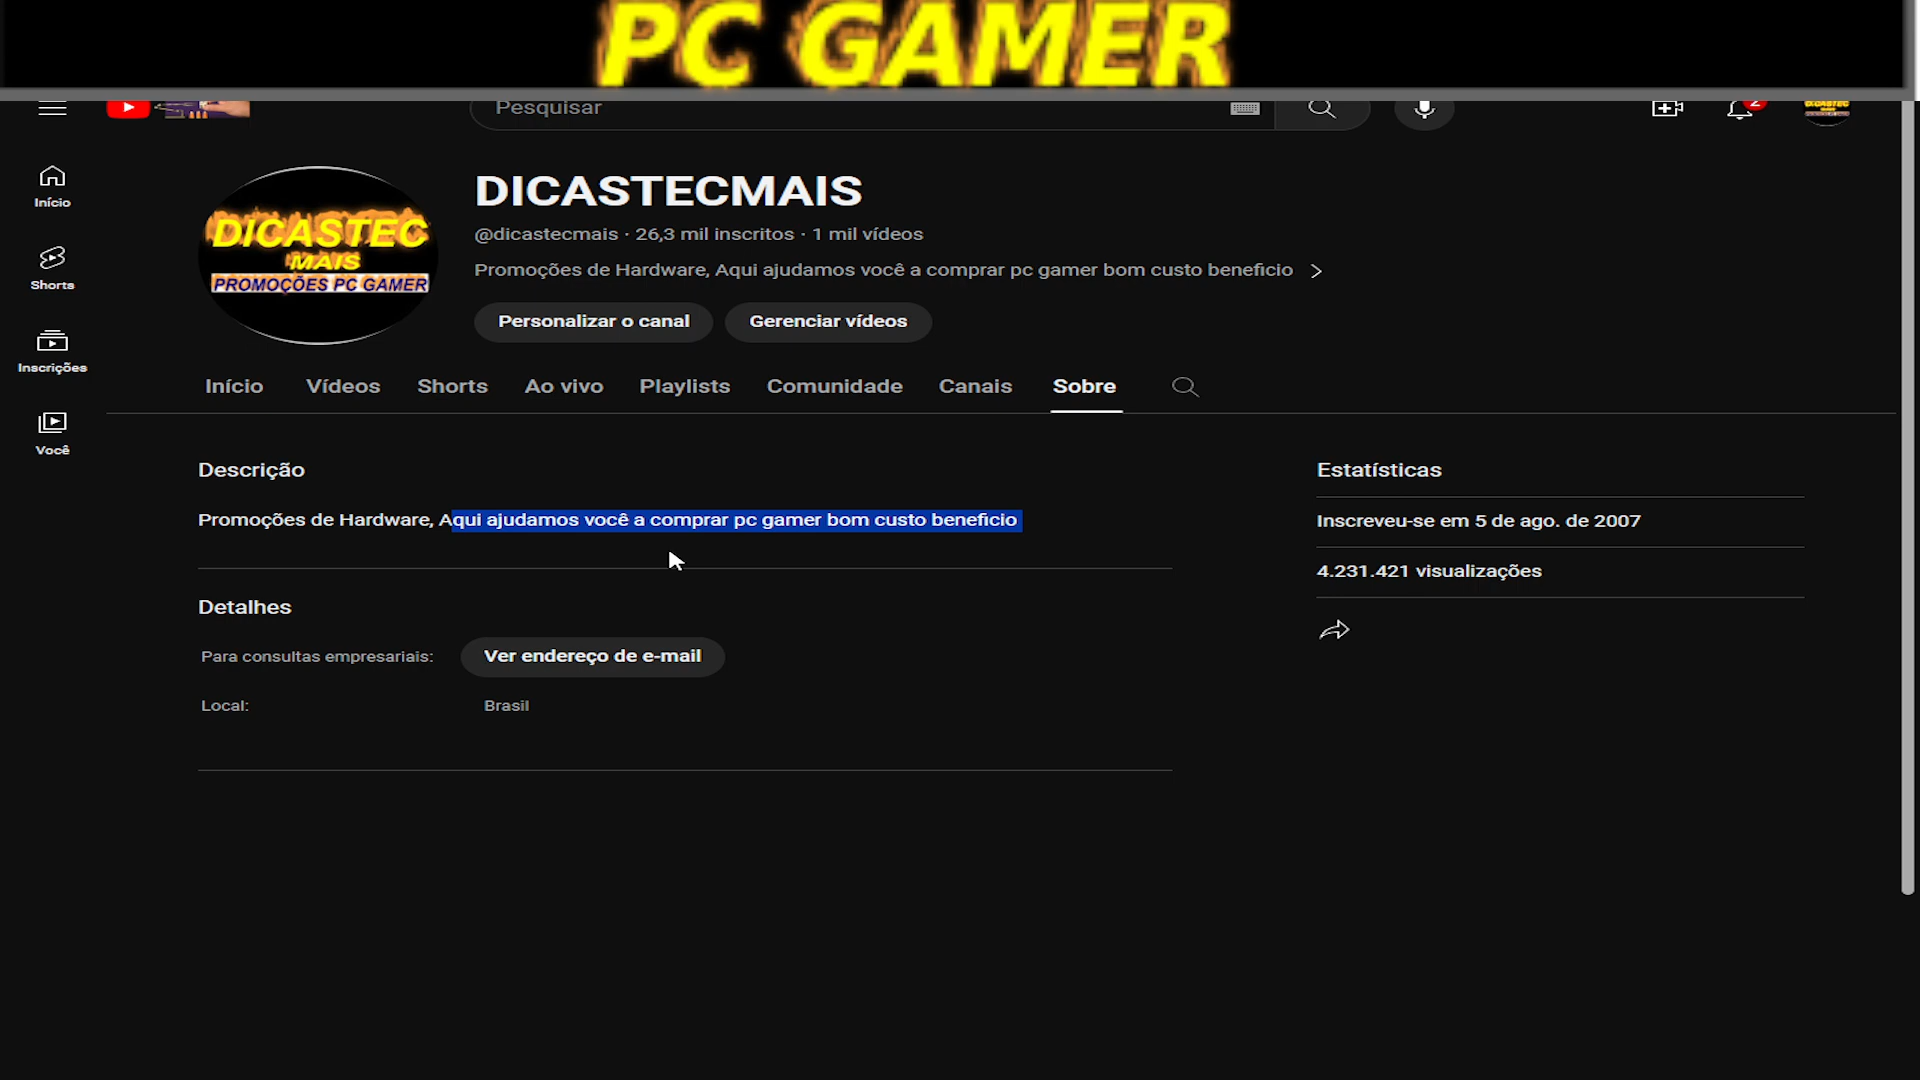 PC GAMER
Pesquisar
2
Início
Shorts
Inscrições
Você
DICASTEC
MAIS
PROMOÇÕES PC GAMER
DICASTECMAIS
@dicastecmais · 26,3 mil inscritos · 1 mil vídeos
Promoções de Hardware, Aqui ajudamos você a comprar pc gamer bom custo beneficio
Personalizar o canal
Gerenciar vídeos
Início Vídeos Shorts Ao vivo Playlists Comunidade Canais Sobre
Descrição
Promoções de Hardware, Aqui ajudamos você a comprar pc gamer bom custo beneficio
Detalhes
Para consultas empresariais: Ver endereço de e-mail
Local: Brasil
Estatísticas
Inscreveu-se em 5 de ago. de 2007
4.231.421 visualizações